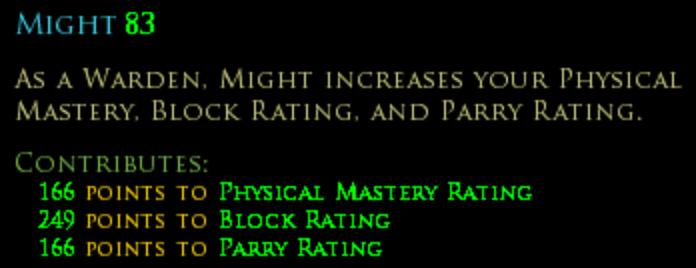 Might 83
As a Warden, Might increases your Physical
Mastery, Block Rating, and Parry Rating.
Contributes:
166 points to Physical Mastery Rating
249 points to Block Rating
166 points to Parry Rating